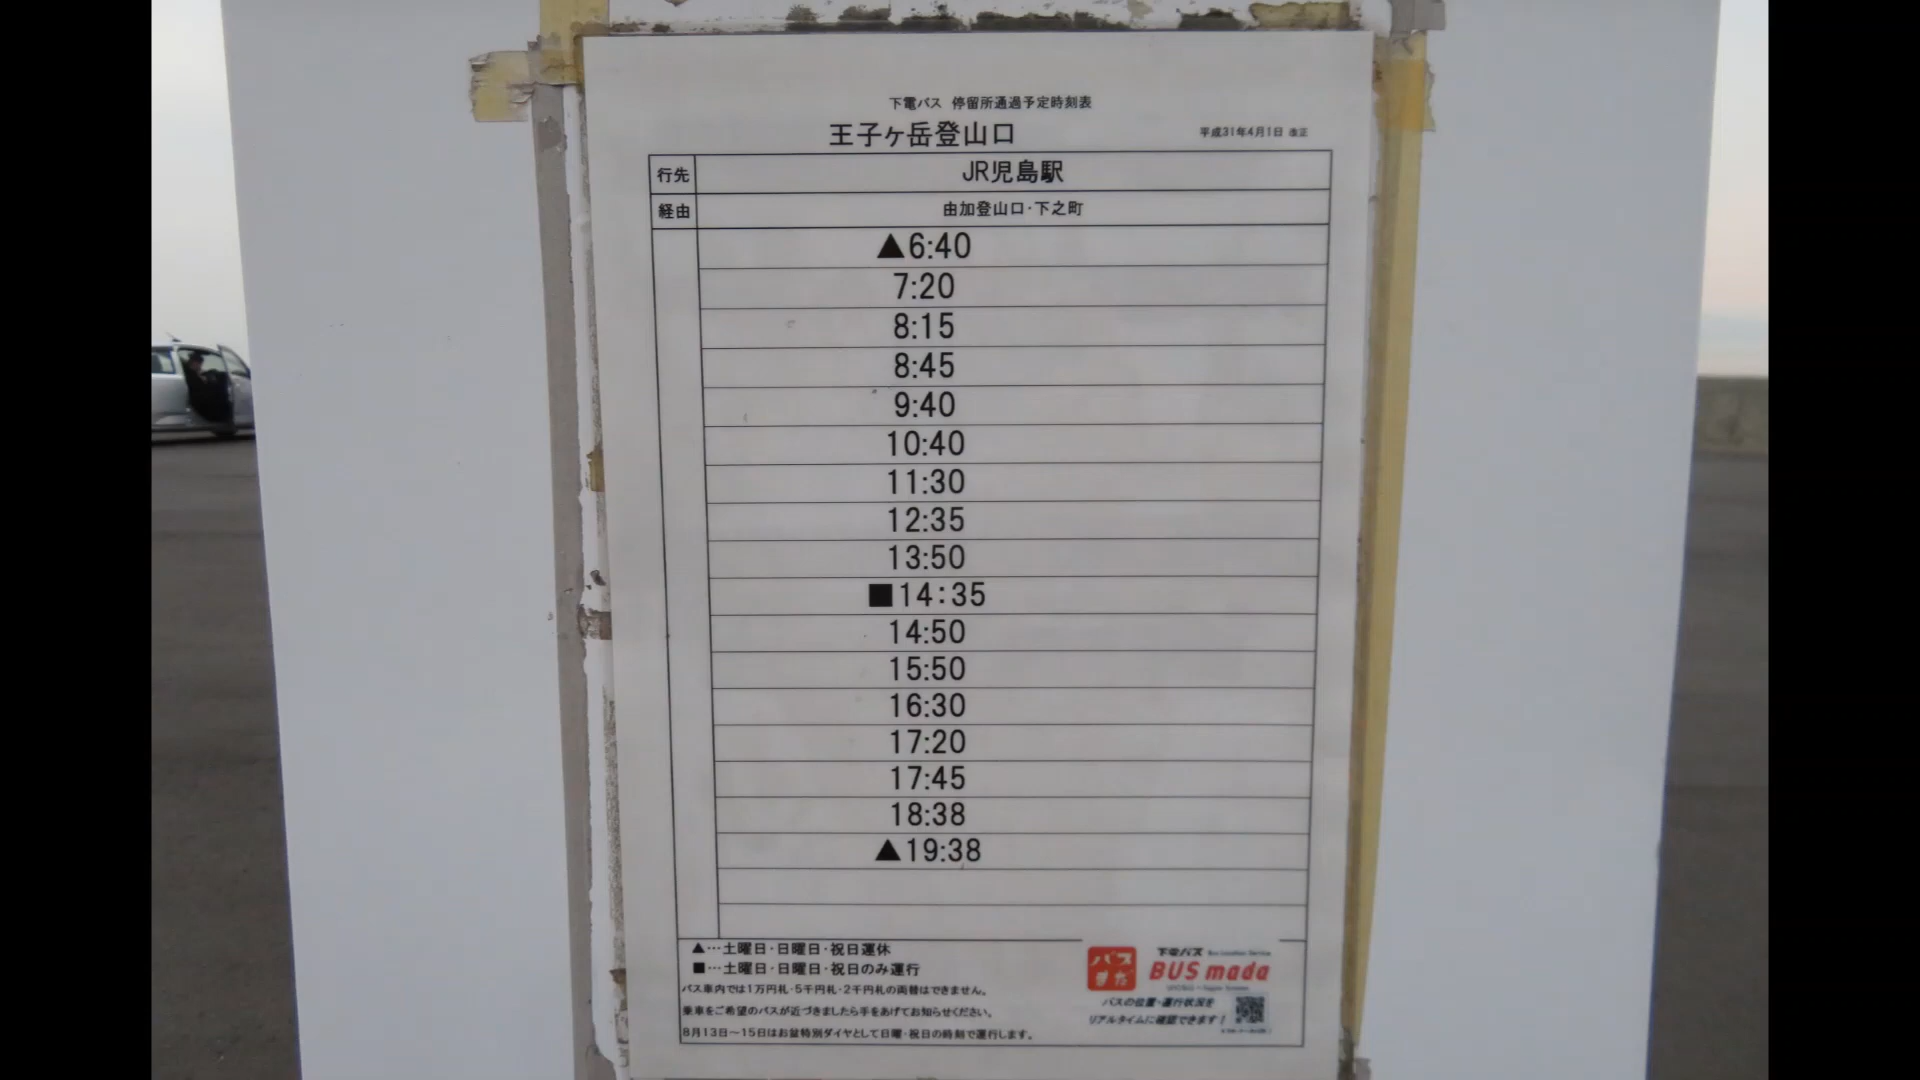 下電バス 停留所通過予定時刻表
王子ヶ岳登山口
平成31年4月1日 改正
行先 JR児島駅
経由 由加登山口・下之町
▲6:40
7:20
8:15
8:45
9:40
10:40
11:30
12:35
13:50
■14:35
14:50
15:50
16:30
17:20
17:45
18:38
▲19:38
▲…土曜日・日曜日・祝日運休
■…土曜日・日曜日・祝日のみ運行
バス車内では1万円札・5千円札・2千円札の両替はできません。
乗車をご希望のバスが近づきましたら手をあげてお知らせください。
8月13日～15日はお盆特別ダイヤとして日曜・祝日の時刻で運行します。
バス
まだ
下電バス Bus Location Service
BUS mada
バスの位置・運行状況を
リアルタイムに確認できます！